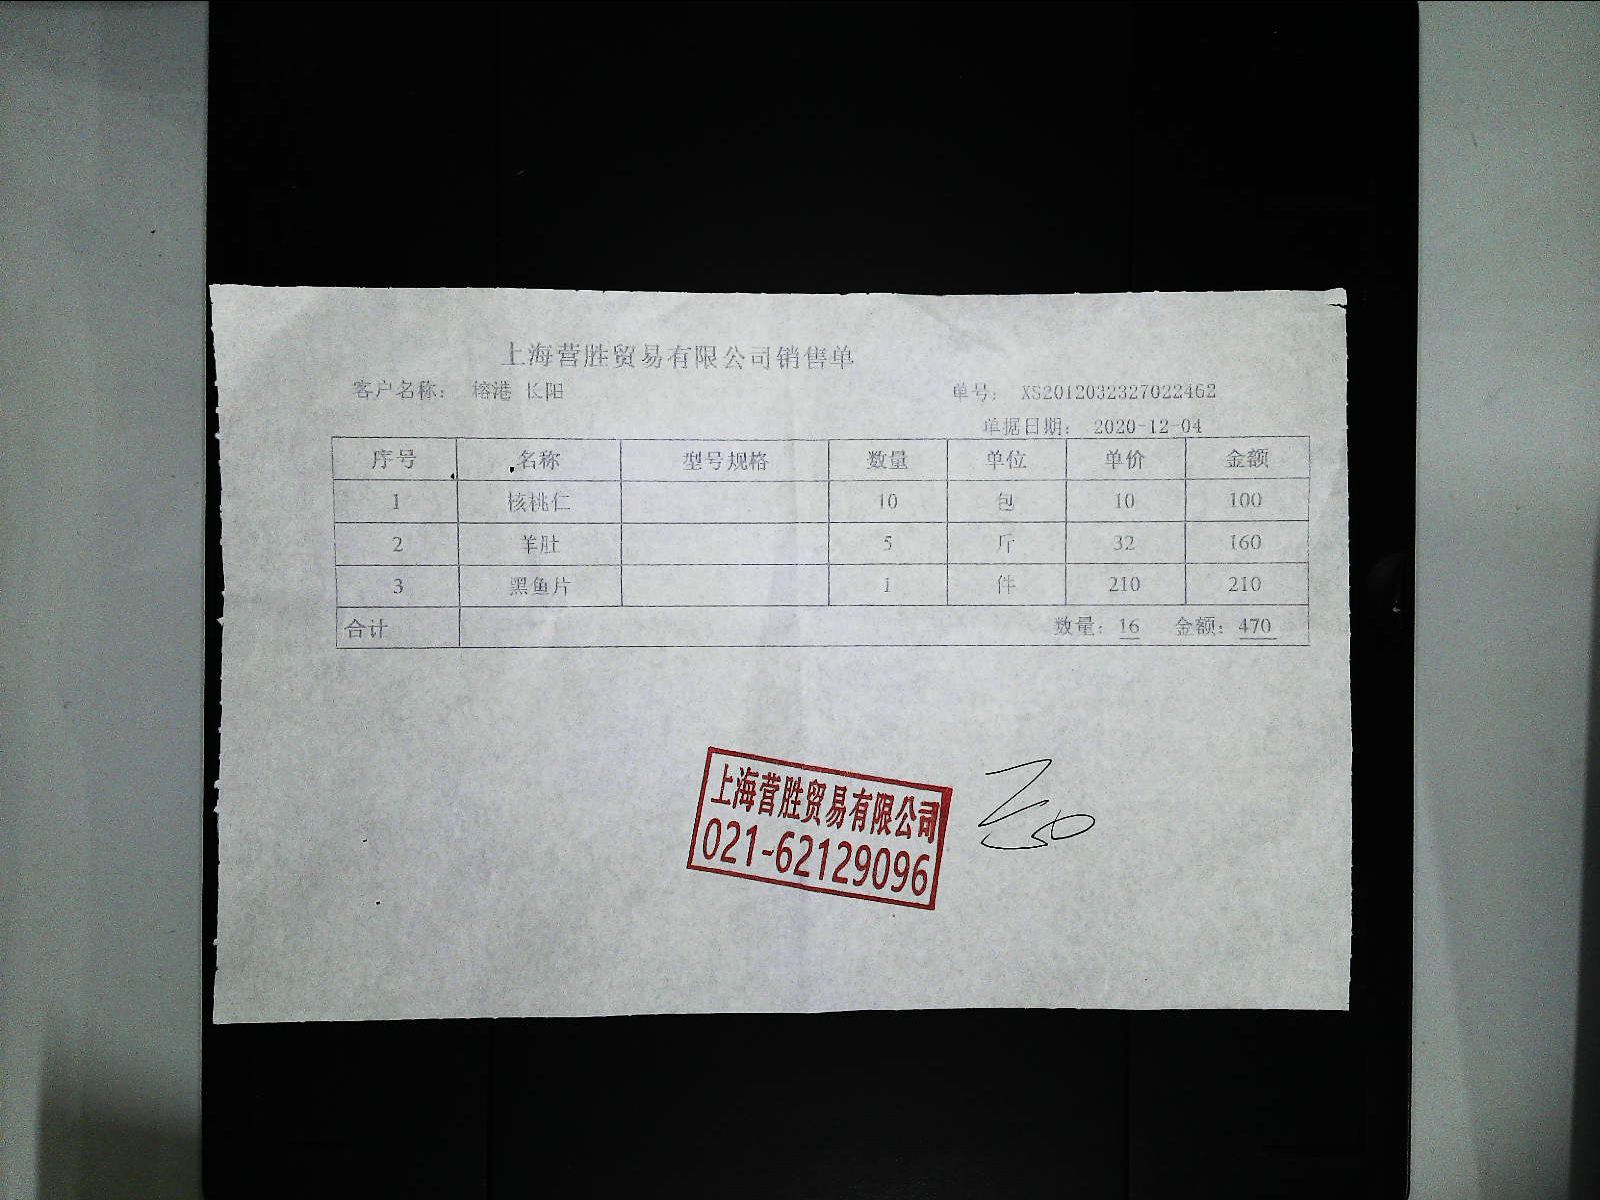 上海营胜贸易有限公司销售单
客户名称： 榕港 长阳 单号： XS2012032327022462
单据日期： 2020-12-04
序号 名称 型号规格 数量 单位 单价 金额
1 核桃仁 10 包 10 100
2 羊肚 5 斤 32 160
3 黑鱼片 1 件 210 210
合计 数量：16 金额：470
上海营胜贸易有限公司
021-62129096